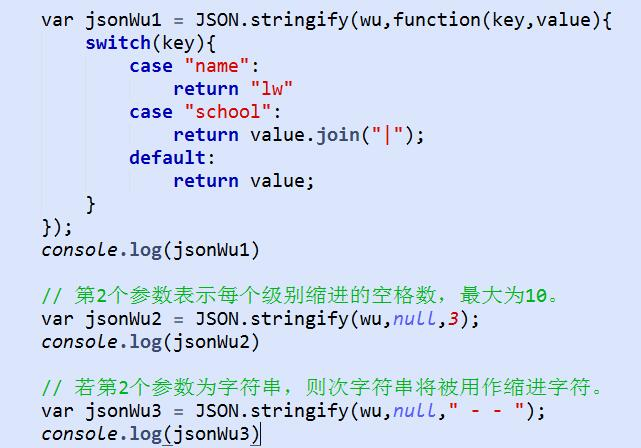 var jsonWu1 = JSON.stringify(wu,function(key,value){
    switch(key){
        case "name":
            return "lw"
        case "school":
            return value.join("|");
        default:
            return value;
    }
});
console.log(jsonWu1)

// 第2个参数表示每个级别缩进的空格数，最大为10。
var jsonWu2 = JSON.stringify(wu,null,3);
console.log(jsonWu2)

// 若第2个参数为字符串，则次字符串将被用作缩进字符。
var jsonWu3 = JSON.stringify(wu,null," - - ");
console.log(jsonWu3)